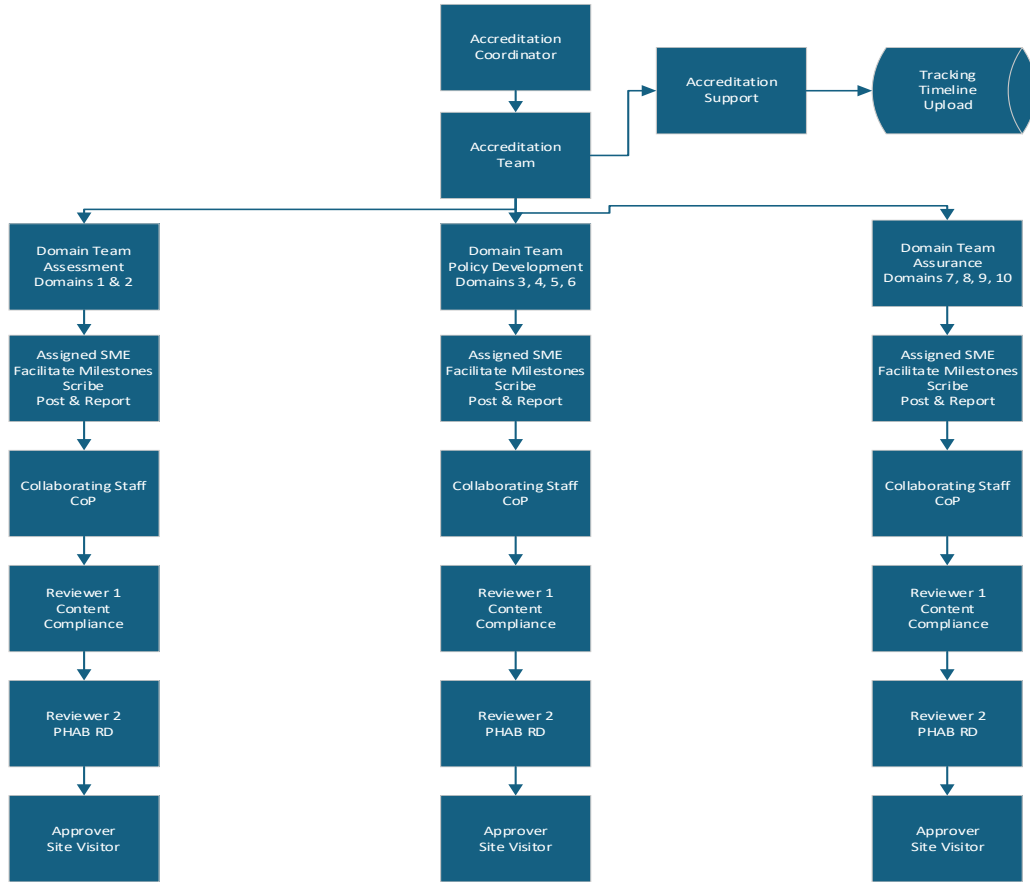 Accreditation
Coordinator
Accreditation
Support
Tracking
Timeline
Upload
Accreditation
Team
Domain Team
Assessment
Domains 1 & 2
Domain Team
Policy Development
Domains 3, 4, 5, 6
Domain Team
Assurance
Domains 7, 8, 9, 10
Assigned SME
Facilitate Milestones
Scribe
Post & Report
Assigned SME
Facilitate Milestones
Scribe
Post & Report
Assigned SME
Facilitate Milestones
Scribe
Post & Report
Collaborating Staff
CoP
Collaborating Staff
CoP
Collaborating Staff
CoP
Reviewer 1
Content
Compliance
Reviewer 1
Content
Compliance
Reviewer 1
Content
Compliance
Reviewer 2
PHAB RD
Reviewer 2
PHAB RD
Reviewer 2
PHAB RD
Approver
Site Visitor
Approver
Site Visitor
Approver
Site Visitor